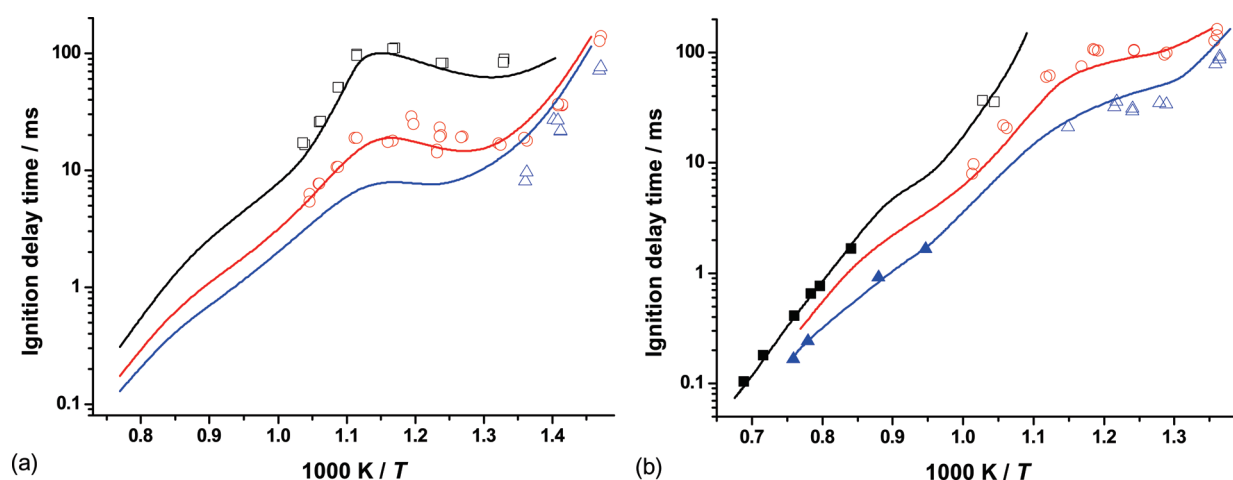 100
10
1
0.1
Ignition delay time / ms
0.8 0.9 1.0 1.1 1.2 1.3 1.4
1000 K / T
(a)
100
10
1
0.1
Ignition delay time / ms
0.7 0.8 0.9 1.0 1.1 1.2 1.3
1000 K / T
(b)